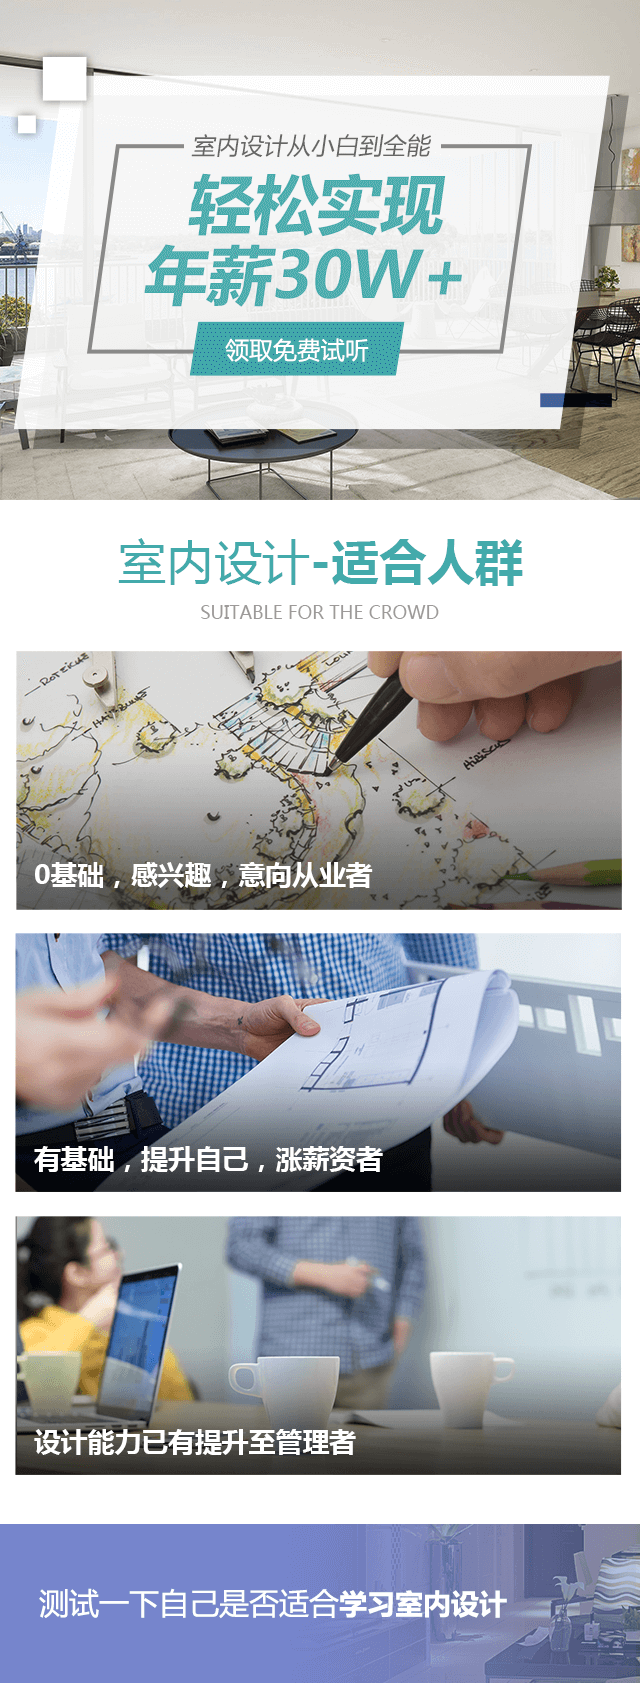 室内设计从小白到全能
轻松实现
年薪30W+
领取免费试听
室内设计-适合人群
SUITABLE FOR THE CROWD
HiBiSCuS
0基础，感兴趣，意向从业者
有基础，提升自己，涨薪资者
设计能力已有提升至管理者
测试一下自己是否适合学习室内设计